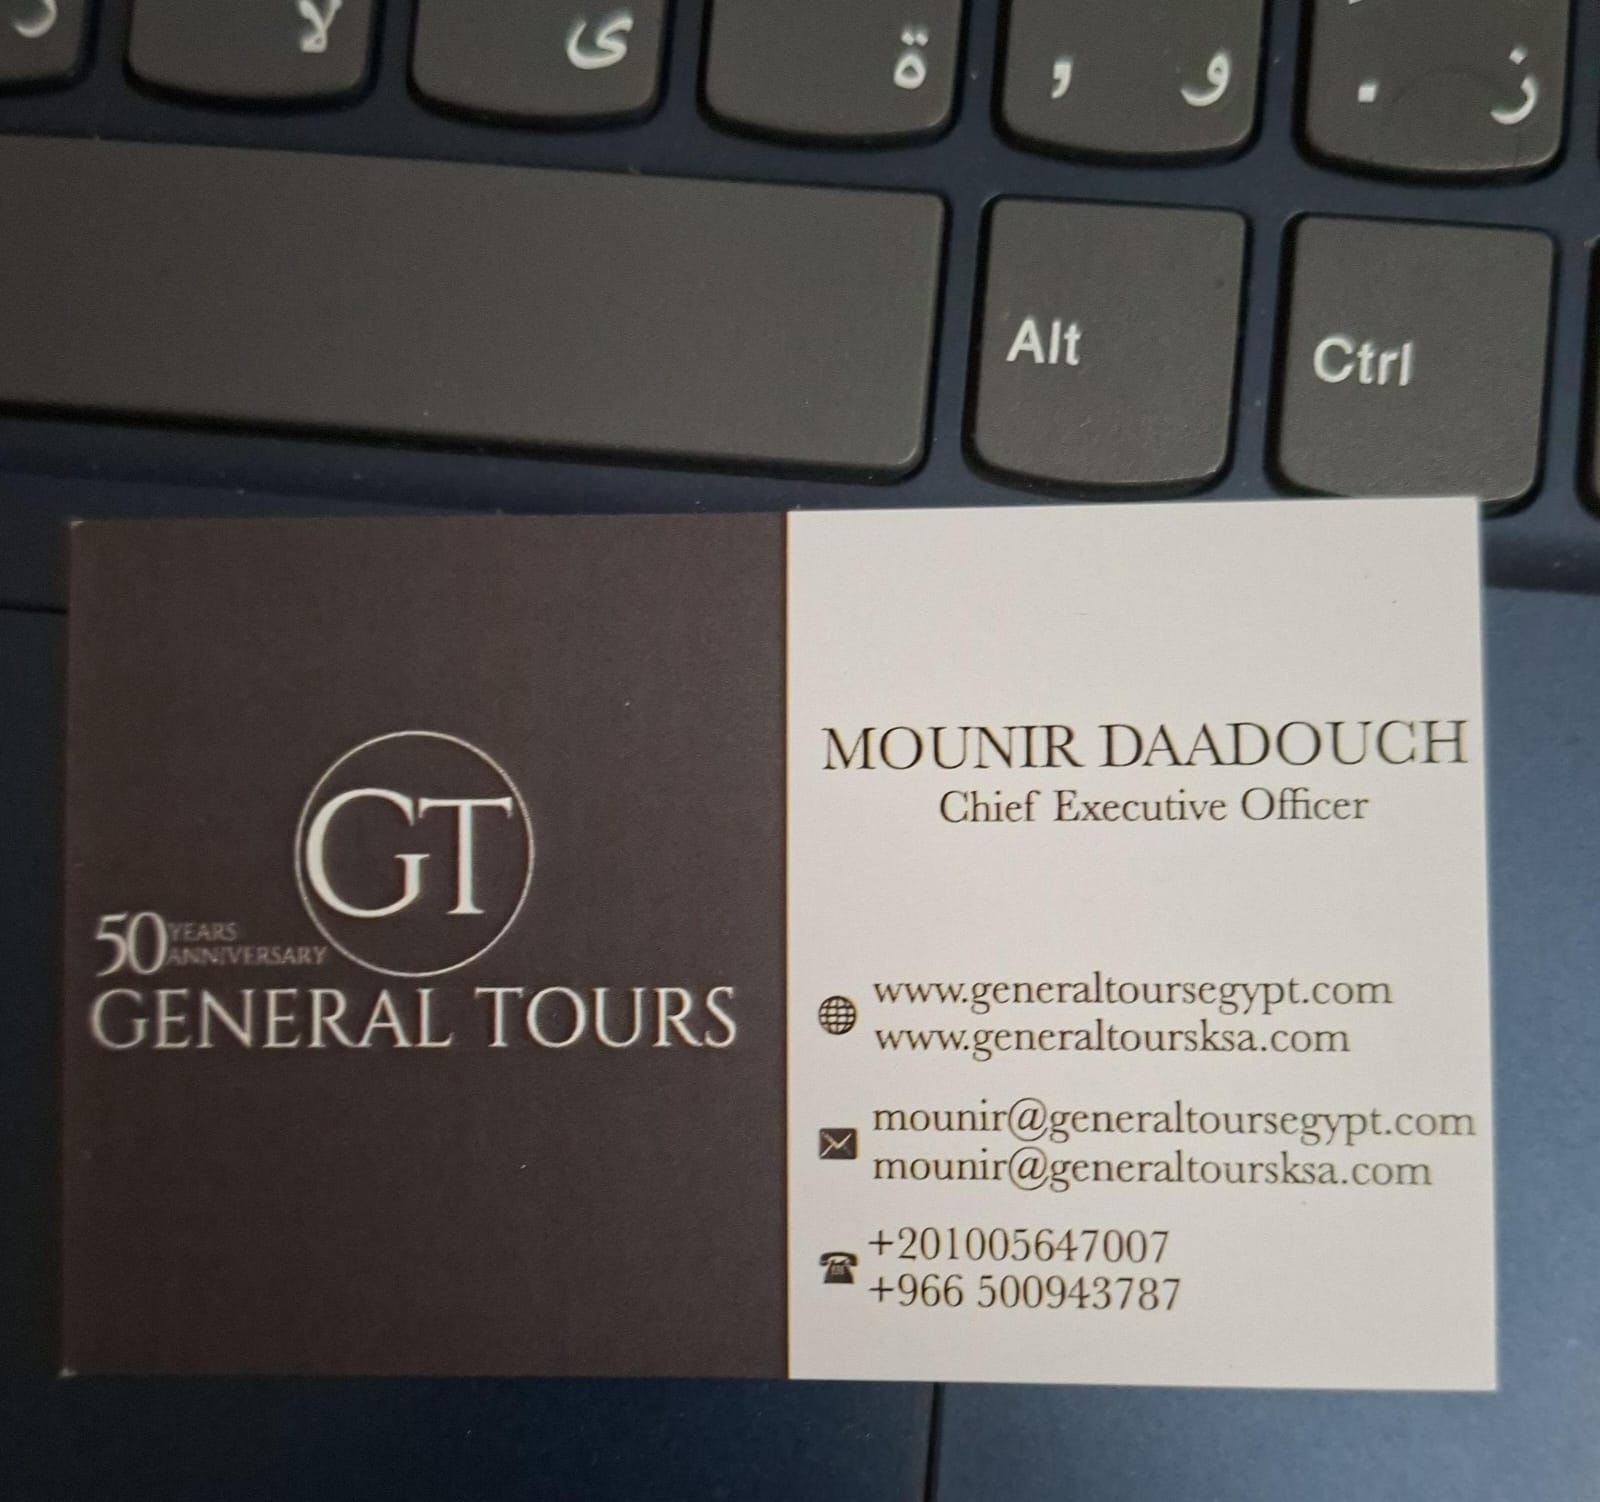 لا
ى
ة
و ,
ز .
Alt
Ctrl
GT
50 YEARS
ANNIVERSARY
GENERAL TOURS
MOUNIR DAADOUCH
Chief Executive Officer
www.generaltoursegypt.com
www.generaltoursksa.com
mounir@generaltoursegypt.com
mounir@generaltoursksa.com
+201005647007
+966 500943787